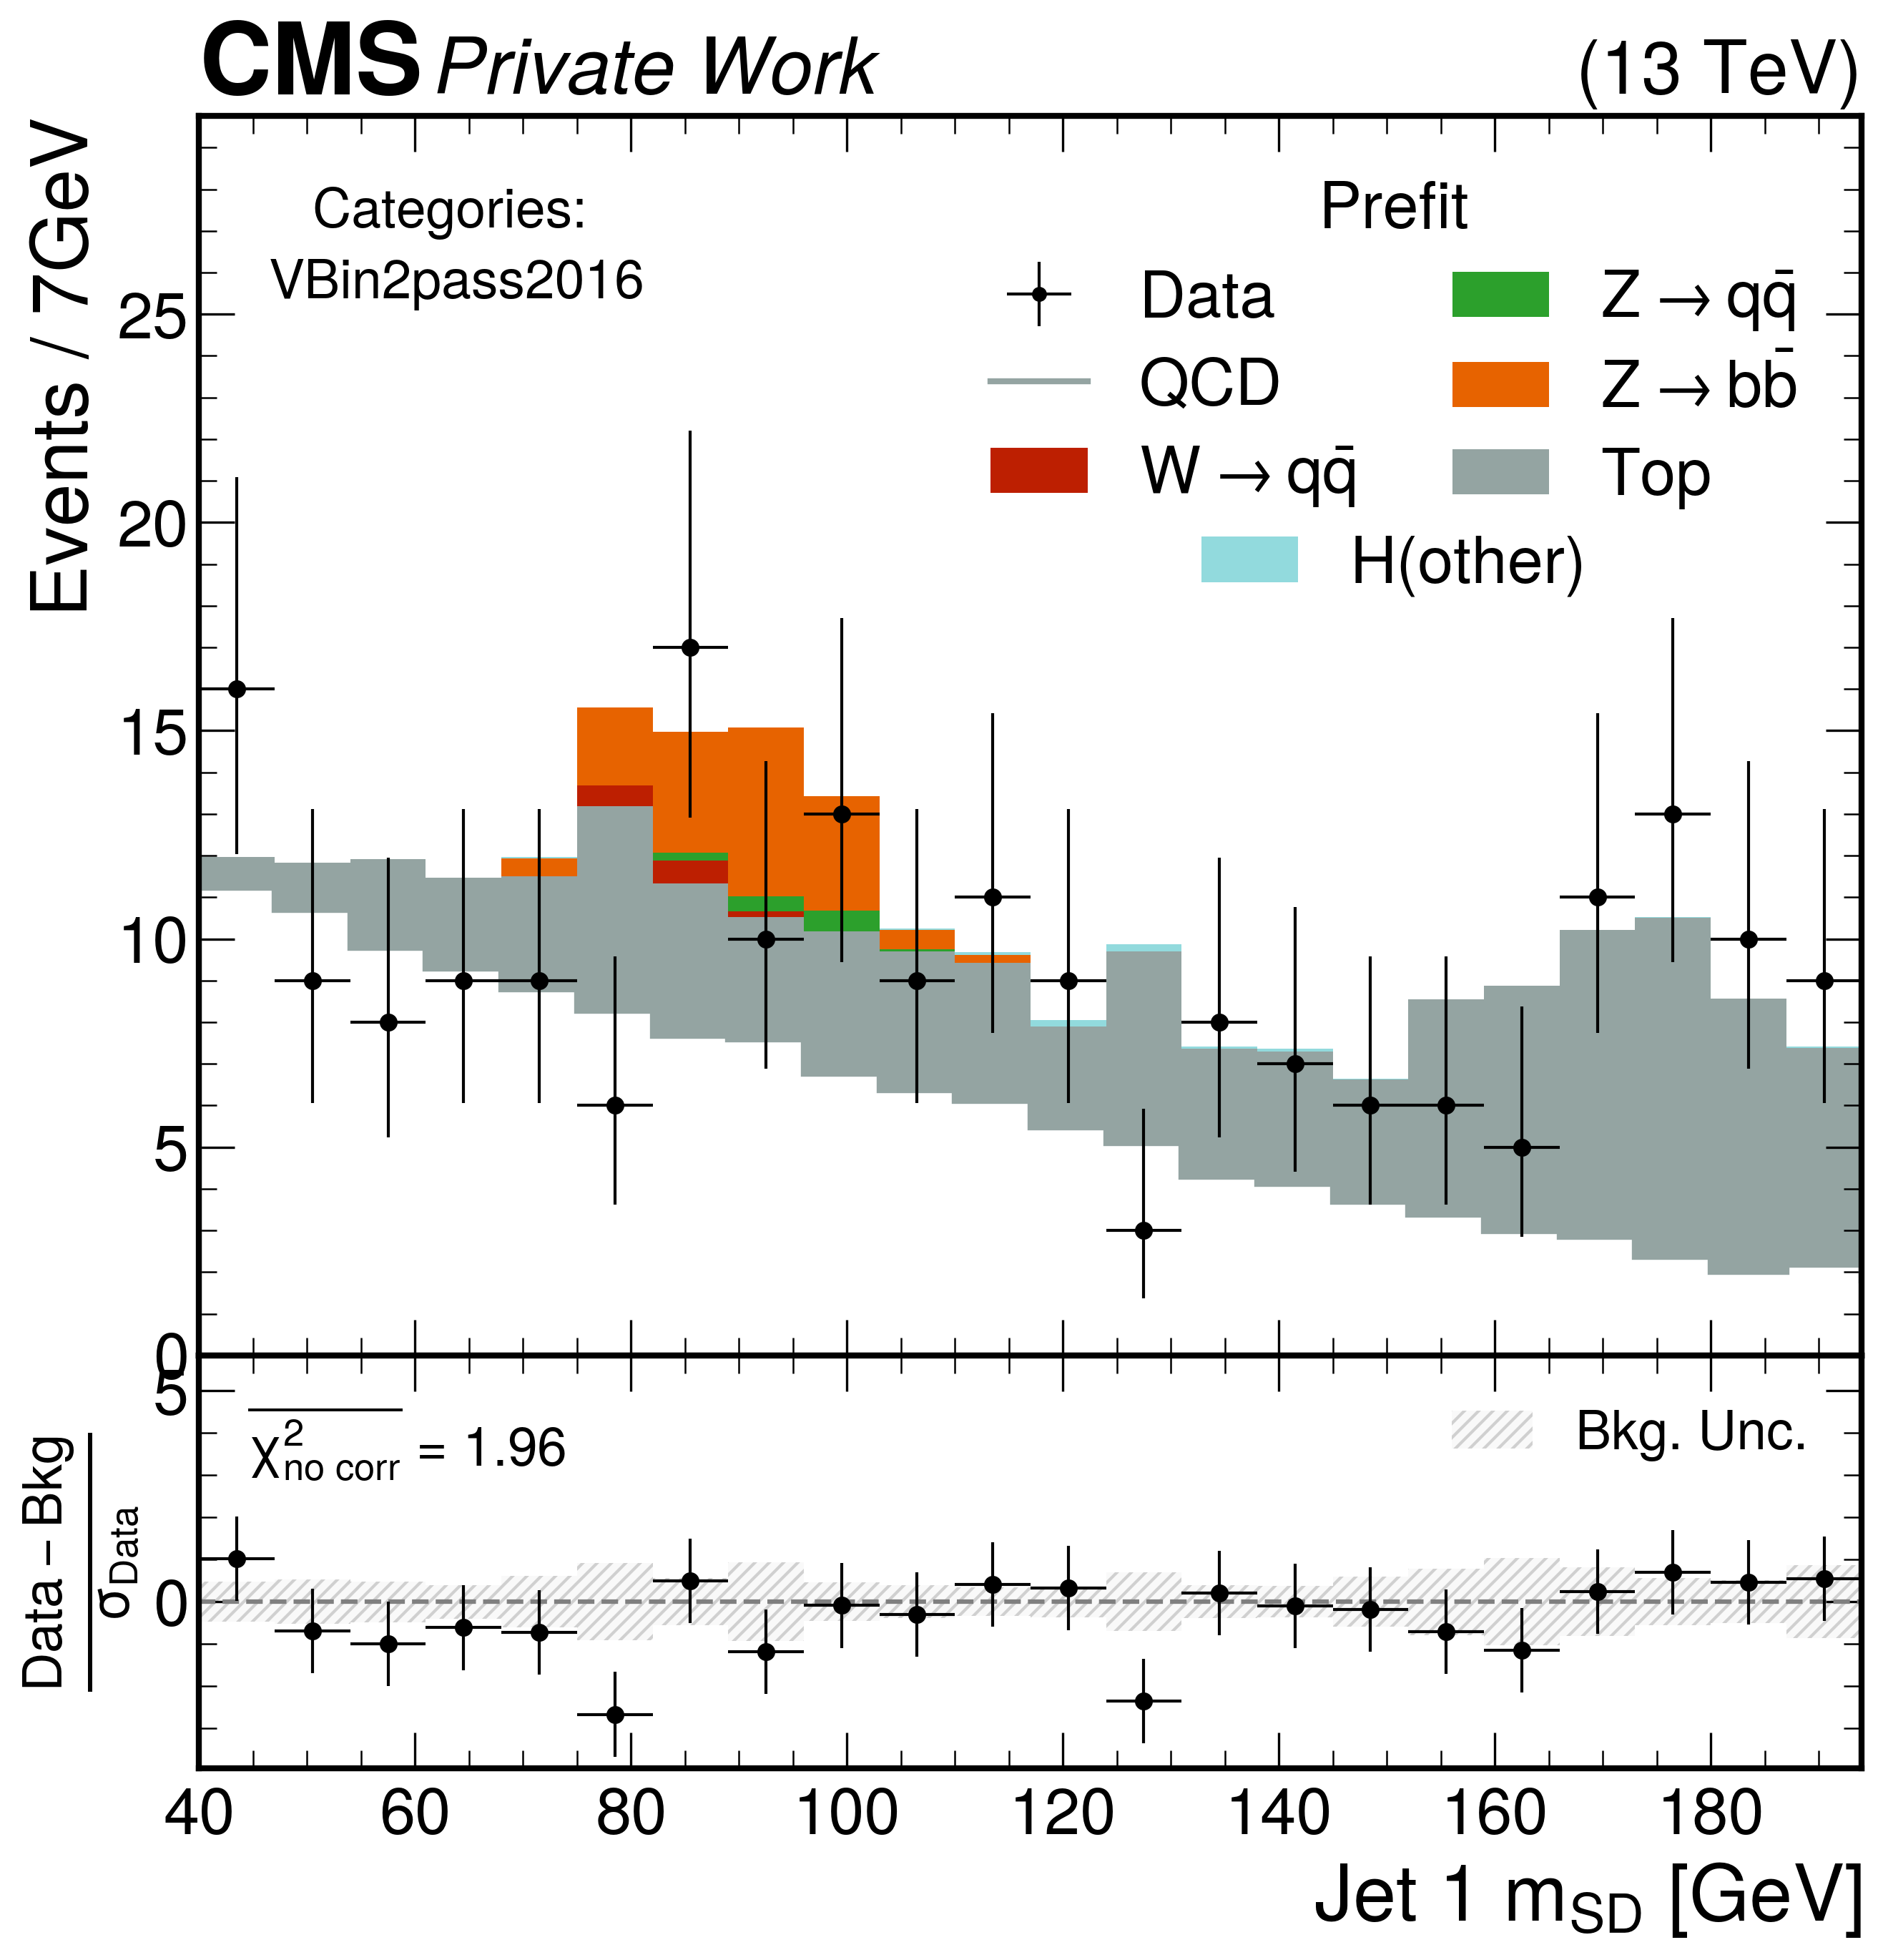 CMS Private Work (13 TeV)
Events / 7GeV
Categories:
VBin2pass2016
Prefit
Data
QCD
W → qq̄
Z → qq̄
Z → bb̄
Top
H(other)
25
20
15
10
5
0
Data − Bkg
σData
5
0
χ²no corr = 1.96
Bkg. Unc.
40 60 80 100 120 140 160 180
Jet 1 mSD [GeV]